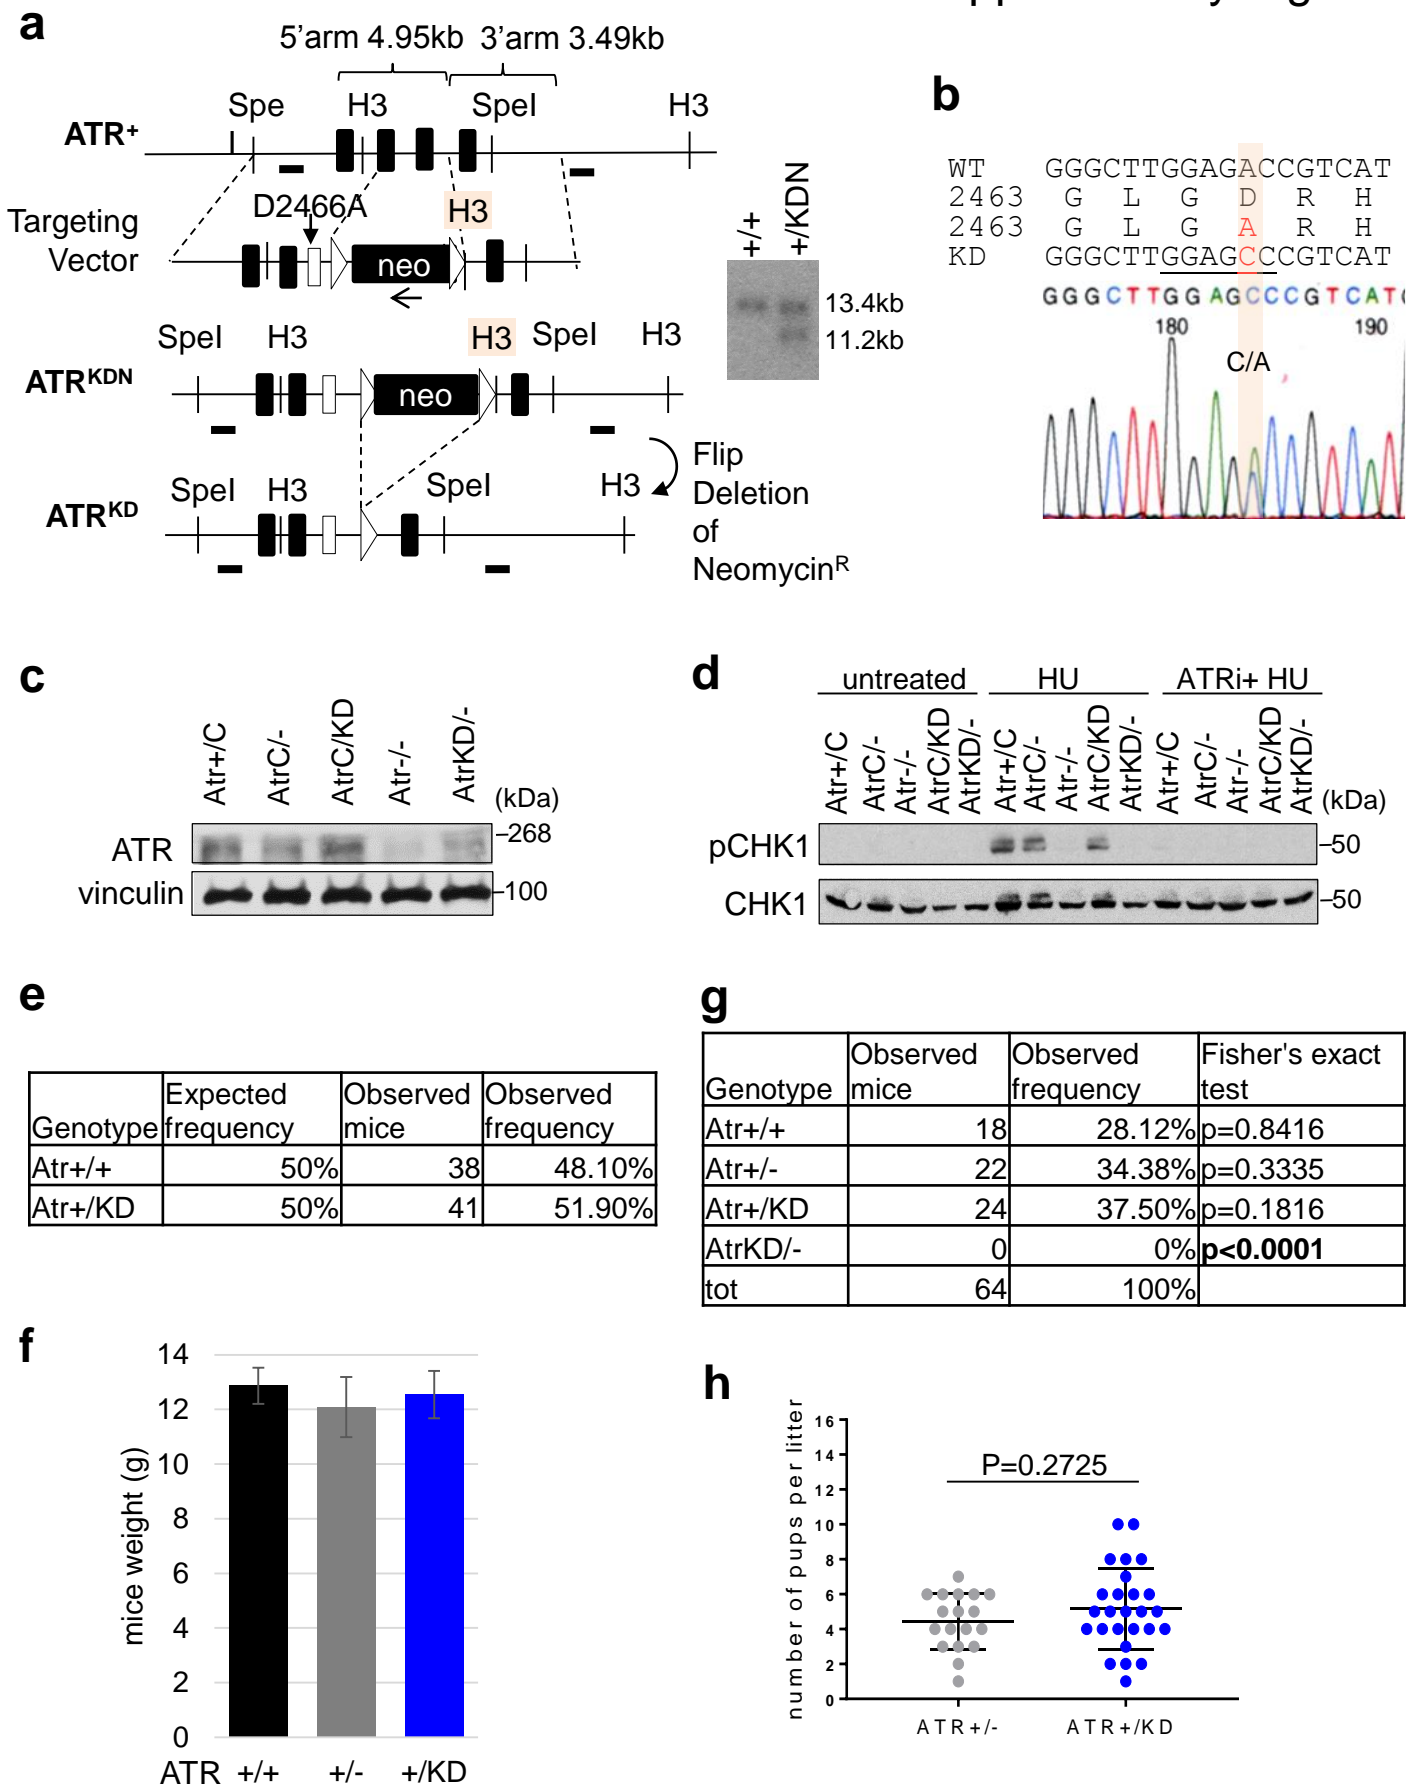 a
5’arm 4.95kb 3’arm 3.49kb
Spe H3 SpeI H3
ATR+
D2466A H3
Targeting
Vector
neo
+/+ +/KDN
13.4kb
11.2kb
SpeI H3 H3 SpeI H3
ATRKDN
neo
Flip
Deletion
of
NeomycinR
SpeI H3 SpeI H3
ATRKD
b
WT GGGCTTGGAGACCGTCAT
2463 G L G D R H
2463 G L G A R H
KD GGGCTTGGAGCCCGTCAT
GGGCTTGGAGCCCGTCAT
180 190
C/A
c
Atr+/C AtrC/- AtrC/KD Atr-/- AtrKD/-
(kDa)
ATR -268
vinculin -100
d
untreated HU ATRi+ HU
Atr+/C AtrC/- Atr-/- AtrC/KD AtrKD/- Atr+/C AtrC/- Atr-/- AtrC/KD AtrKD/- Atr+/C AtrC/- Atr-/- AtrC/KD AtrKD/-
(kDa)
pCHK1 -50
CHK1 -50
e
Genotype Expected frequency Observed mice Observed frequency
Atr+/+ 50% 38 48.10%
Atr+/KD 50% 41 51.90%
g
Genotype Observed mice Observed frequency Fisher's exact test
Atr+/+ 18 28.12% p=0.8416
Atr+/- 22 34.38% p=0.3335
Atr+/KD 24 37.50% p=0.1816
AtrKD/- 0 0% p<0.0001
tot 64 100%
f
mice weight (g)
14
12
10
8
6
4
2
0
ATR +/+ +/- +/KD
h
number of pups per litter
16
14
12
10
8
6
4
2
0
P=0.2725
ATR+/- ATR+/KD